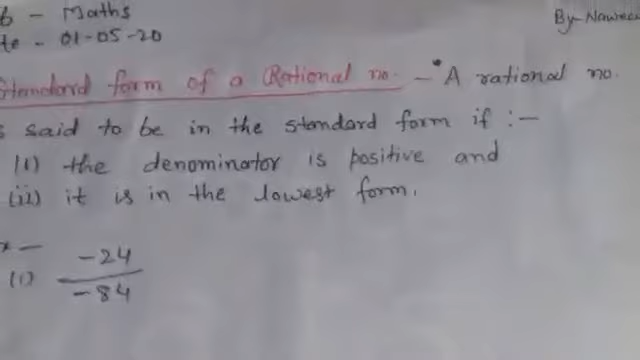 b - Maths
te - 01-05-20
By- Naveen
Standard form of a Rational no. - * A rational no.
s said to be in the standard form if :-
(i) the denominator is positive and
(ii) it is in the lowest form.
x -
(i) -24
-84